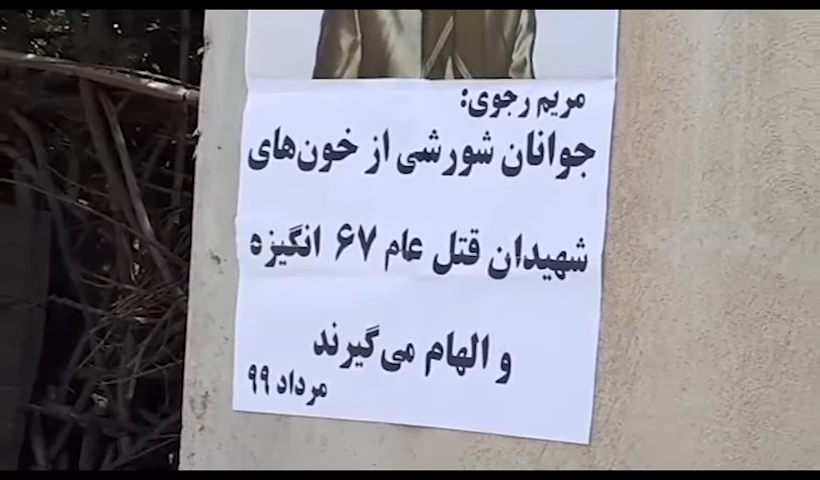 مریم رجوی:
جوانان شورشی از خون‌های
شهیدان قتل عام ۶۷ انگیزه
و الهام می‌گیرند
مرداد ۹۹